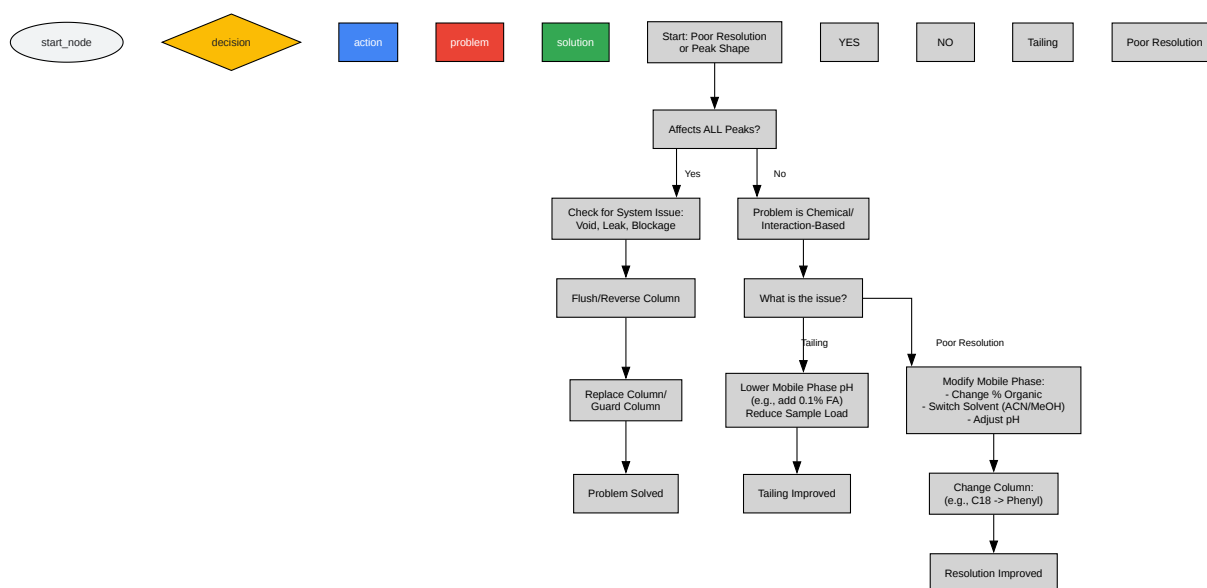 start_node
decision
action
problem
solution
Start: Poor Resolution
or Peak Shape
YES
NO
Tailing
Poor Resolution
Affects ALL Peaks?
Yes
No
Check for System Issue:
Void, Leak, Blockage
Problem is Chemical/
Interaction-Based
Flush/Reverse Column
What is the issue?
Tailing
Poor Resolution
Replace Column/
Guard Column
Lower Mobile Phase pH
(e.g., add 0.1% FA)
Reduce Sample Load
Modify Mobile Phase:
- Change % Organic
- Switch Solvent (ACN/MeOH)
- Adjust pH
Problem Solved
Tailing Improved
Change Column:
(e.g., C18 -> Phenyl)
Resolution Improved